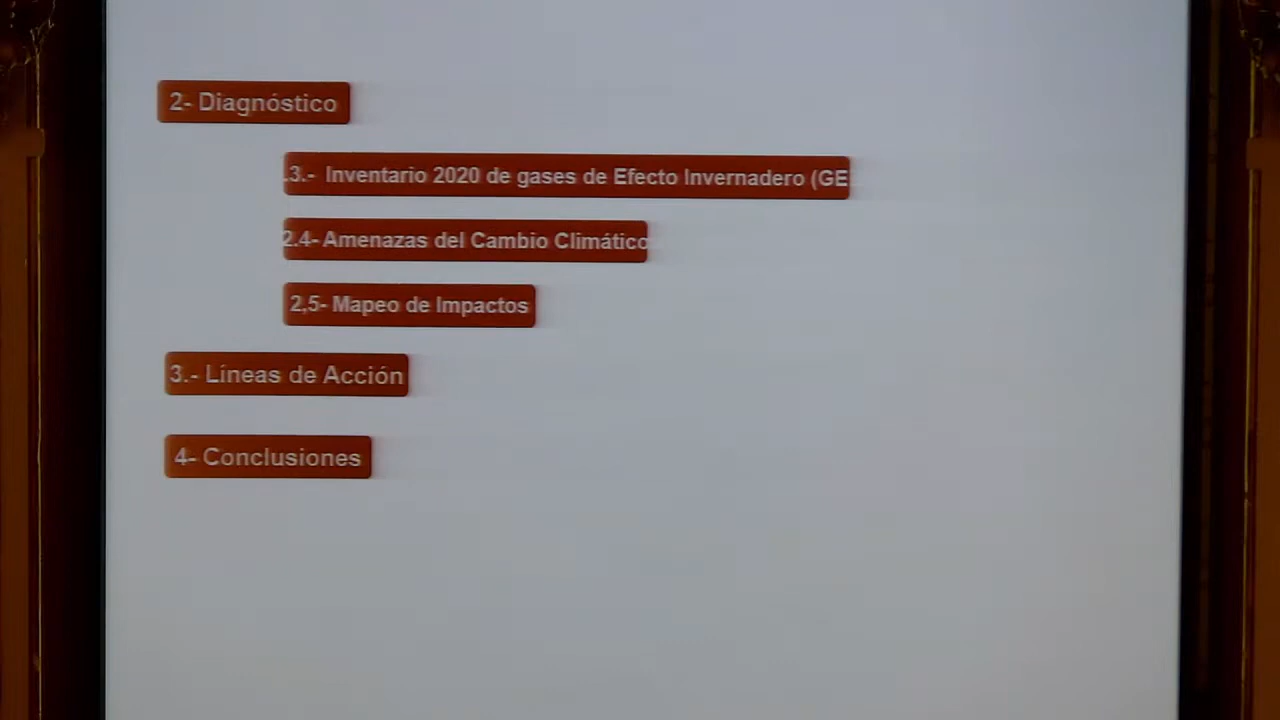 2- Diagnóstico
.3.- Inventario 2020 de gases de Efecto Invernadero (GE
2.4- Amenazas del Cambio Climático
2,5- Mapeo de Impactos
3.- Líneas de Acción
4- Conclusiones